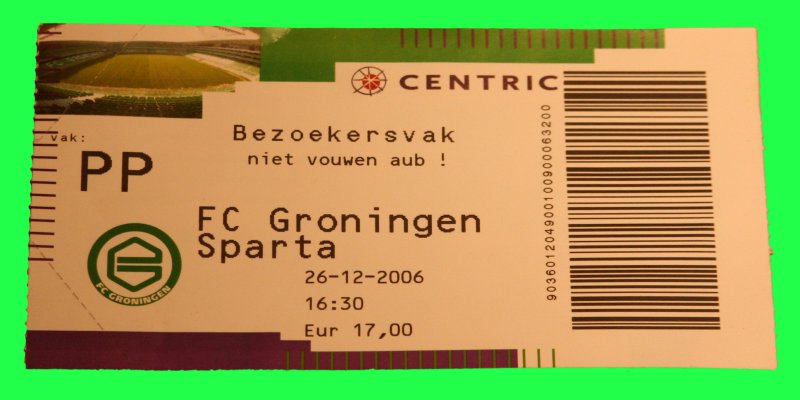 CENTRIC
vak:
PP
Bezoekersvak
niet vouwen aub !
FC Groningen
Sparta
26-12-2006
16:30
Eur 17,00
FC GRONINGEN
903601204900100900063200